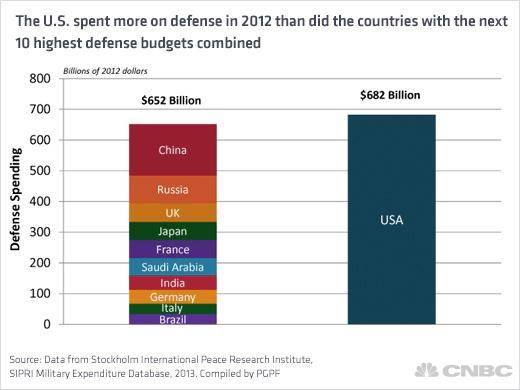 The U.S. spent more on defense in 2012 than did the countries with the next
10 highest defense budgets combined
Billions of 2012 dollars
800
700
600
500
400
300
200
100
0
Defense Spending
$652 Billion
$682 Billion
China
Russia
UK
Japan
France
Saudi Arabia
India
Germany
Italy
Brazil
USA
Source: Data from Stockholm International Peace Research Institute,
SIPRI Military Expenditure Database, 2013. Compiled by PGPF
CNBC